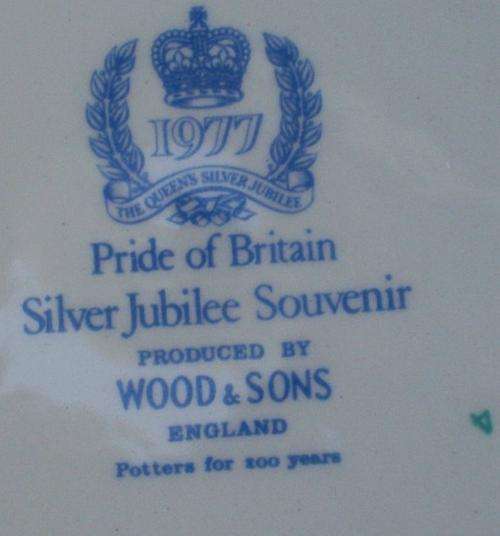 1977
THE QUEEN'S SILVER JUBILEE
Pride of Britain
Silver Jubilee Souvenir
PRODUCED BY
WOOD & SONS
ENGLAND
Potters for 200 years